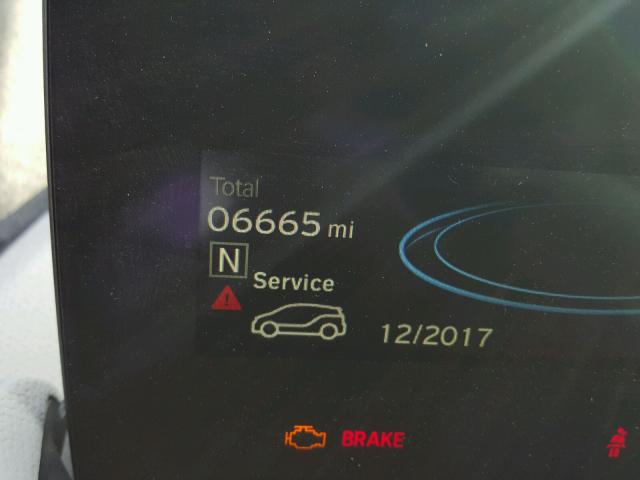 Total
06665 mi
N
Service
12/2017
BRAKE